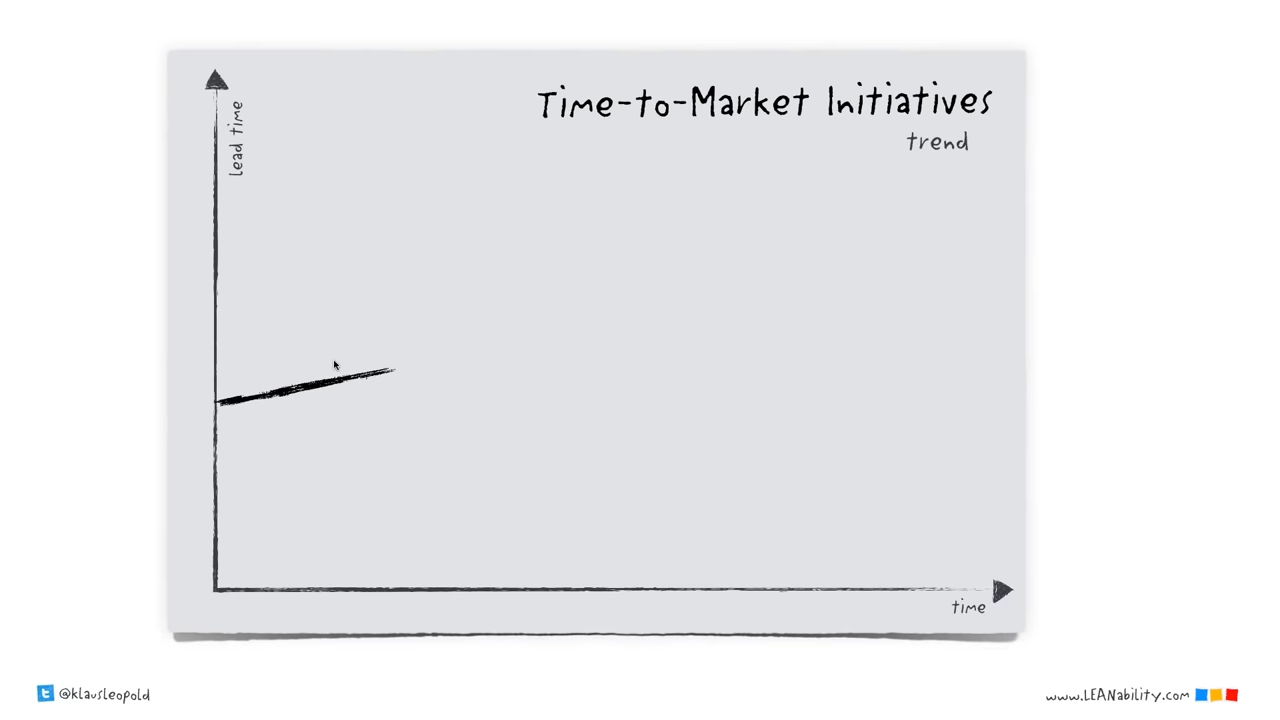 Time-to-Market Initiatives
trend
lead time
time
@klausleopold
www.LEANability.com